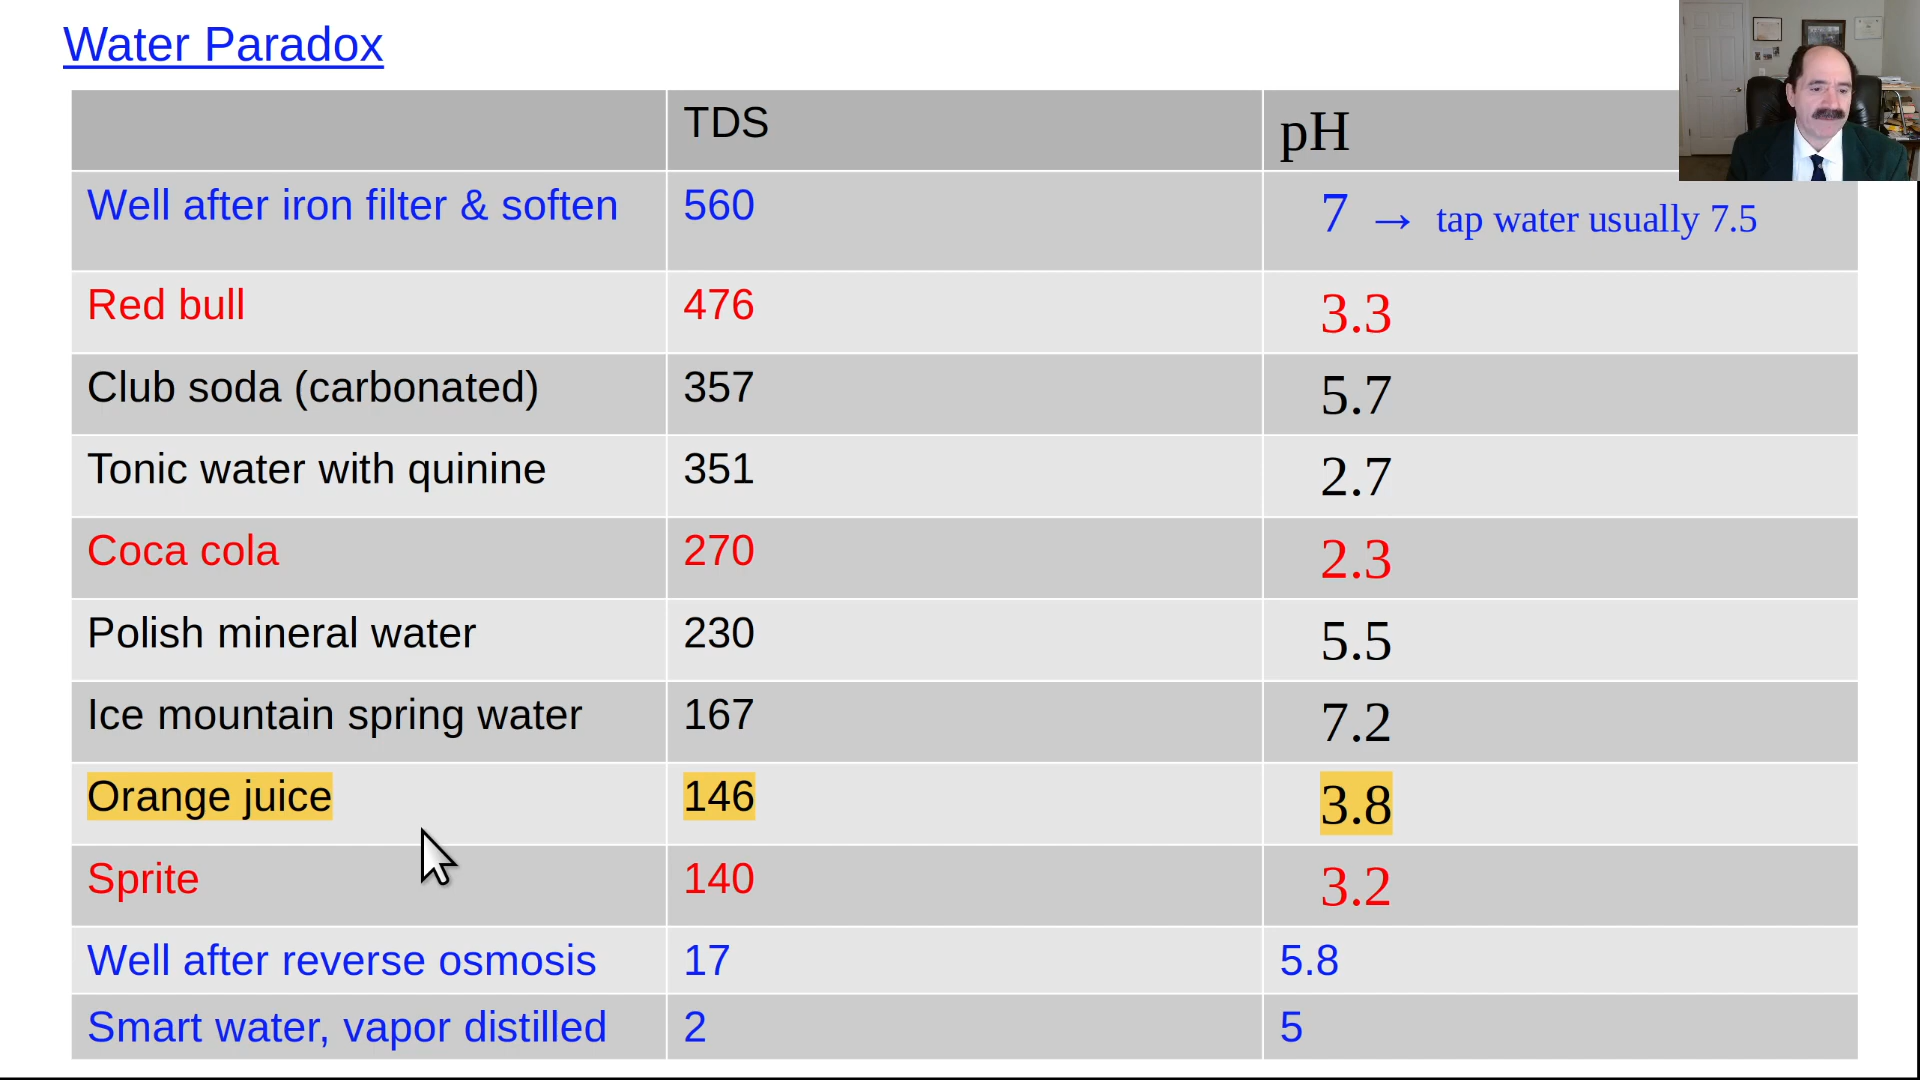 Water Paradox
TDS pH
Well after iron filter & soften 560 7 → tap water usually 7.5
Red bull 476 3.3
Club soda (carbonated) 357 5.7
Tonic water with quinine 351 2.7
Coca cola 270 2.3
Polish mineral water 230 5.5
Ice mountain spring water 167 7.2
Orange juice 146 3.8
Sprite 140 3.2
Well after reverse osmosis 17 5.8
Smart water, vapor distilled 2 5